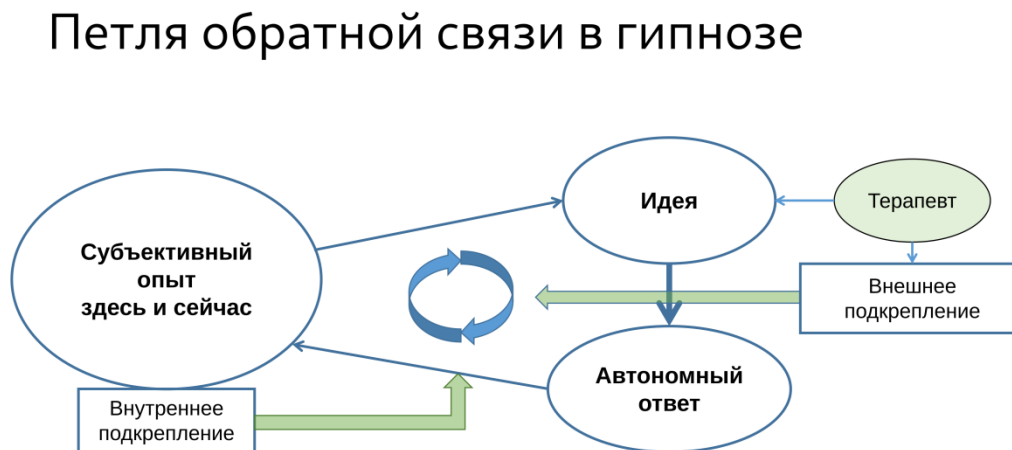 Петля обратной связи в гипнозе
Идея
Терапевт
Субъективный
опыт
здесь и сейчас
Внешнее
подкрепление
Автономный
ответ
Внутреннее
подкрепление